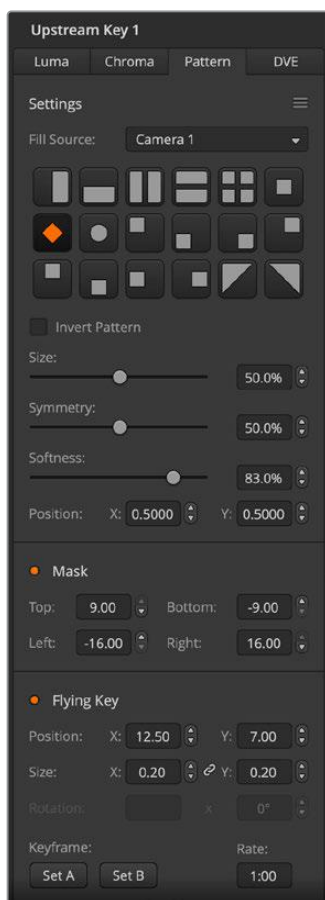 Upstream Key 1
Luma Chroma Pattern DVE
Settings
Fill Source: Camera 1
Invert Pattern
Size:
50.0%
Symmetry:
50.0%
Softness:
83.0%
Position: X: 0.5000 Y: 0.5000
Mask
Top: 9.00 Bottom: -9.00
Left: -16.00 Right: 16.00
Flying Key
Position: X: 12.50 Y: 7.00
Size: X: 0.20 Y: 0.20
Rotation: x 0°
Keyframe: Rate:
Set A Set B 1:00